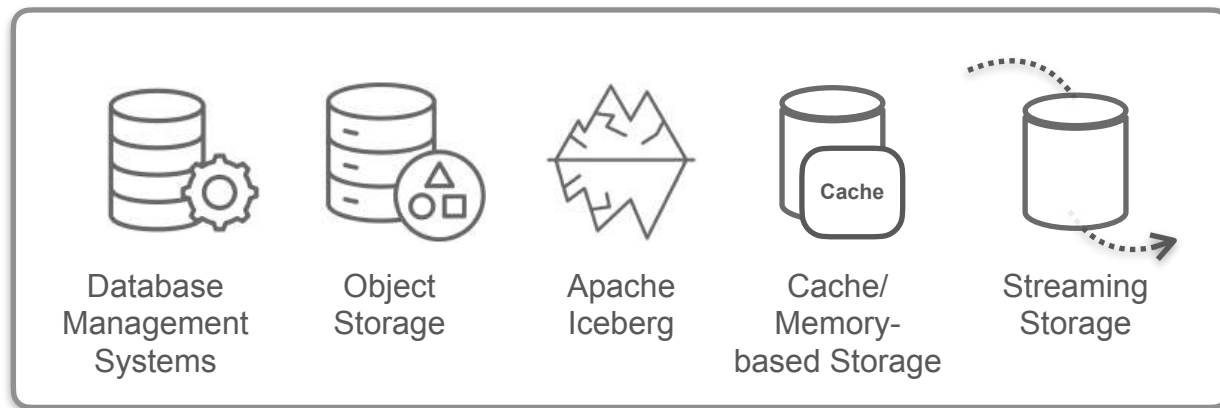 Cache
Database
Management
Systems
Object
Storage
Apache
Iceberg
Cache/
Memory-
based Storage
Streaming
Storage